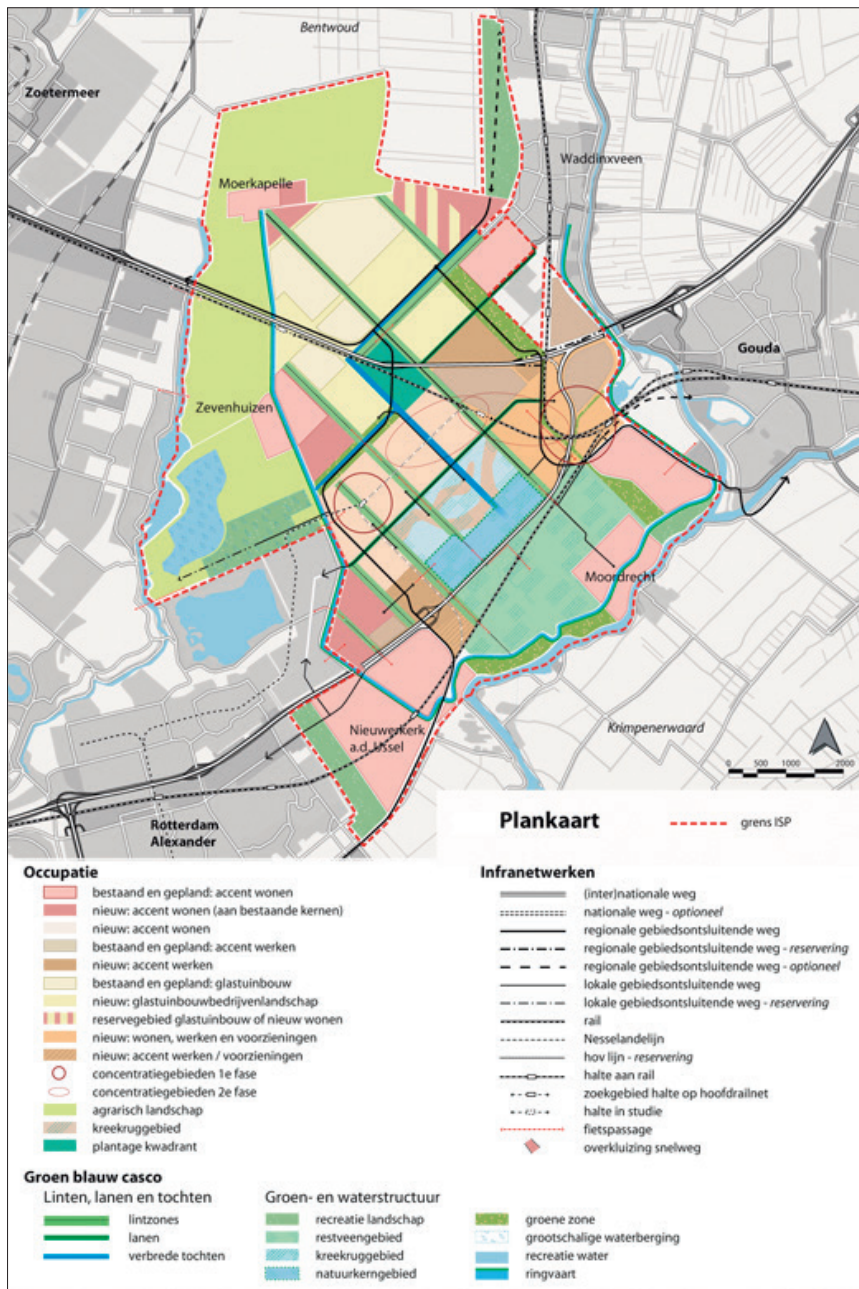 Bentwoud
Zoetermeer
Waddinxveen
Moerkapelle
Gouda
Zevenhuizen
Moordrecht
Nieuwerkerk
a.d. IJssel
Krimpenerwaard
0 500 1000 2000
Rotterdam
Alexander
Plankaart
grens ISP
Occupatie
bestaand en gepland: accent wonen
nieuw: accent wonen (aan bestaande kernen)
nieuw: accent wonen
bestaand en gepland: accent werken
nieuw: accent werken
bestaand en gepland: glastuinbouw
nieuw: glastuinbouwbedrijvenlandschap
reservegebied glastuinbouw of nieuw wonen
nieuw: wonen, werken en voorzieningen
nieuw: accent werken / voorzieningen
concentratiegebieden 1e fase
concentratiegebieden 2e fase
agrarisch landschap
kreekruggebied
plantage kwadrant
Infranetwerken
(inter)nationale weg
nationale weg - optioneel
regionale gebiedsontsluitende weg
regionale gebiedsontsluitende weg - reservering
regionale gebiedsontsluitende weg - optioneel
lokale gebiedsontsluitende weg
lokale gebiedsontsluitende weg - reservering
rail
Nesselandelijn
hov lijn - reservering
halte aan rail
zoekgebied halte op hoofdrailnet
halte in studie
fietspassage
overkluizing snelweg
Groen blauw casco
Linten, lanen en tochten
lintzones
lanen
verbrede tochten
Groen- en waterstructuur
recreatie landschap
restveengebied
kreekruggebied
natuurkerngebied
groene zone
grootschalige waterberging
recreatie water
ringvaart